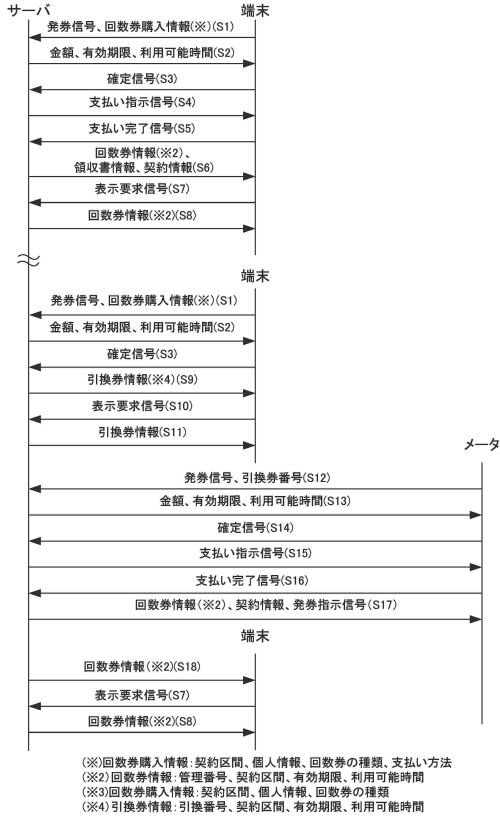 サーバ 端末
発券信号、回数券購入情報(※)(S1)
金額、有効期限、利用可能時間(S2)
確定信号(S3)
支払い指示信号(S4)
支払い完了信号(S5)
回数券情報(※2)、
領収書情報、契約情報(S6)
表示要求信号(S7)
回数券情報(※2)(S8)
端末
発券信号、回数券購入情報(※)(S1)
金額、有効期限、利用可能時間(S2)
確定信号(S3)
引換券情報(※4)(S9)
表示要求信号(S10)
引換券情報(S11)
メータ
発券信号、引換券番号(S12)
金額、有効期限、利用可能時間(S13)
確定信号(S14)
支払い指示信号(S15)
支払い完了信号(S16)
回数券情報(※2)、契約情報、発券指示信号(S17)
端末
回数券情報(※2)(S18)
表示要求信号(S7)
回数券情報(※2)(S8)
(※)回数券購入情報:契約区間、個人情報、回数券の種類、支払い方法
(※2)回数券情報:管理番号、契約区間、有効期限、利用可能時間
(※3)回数券購入情報:契約区間、個人情報、回数券の種類
(※4)引換券情報:引換番号、契約区間、有効期限、利用可能時間